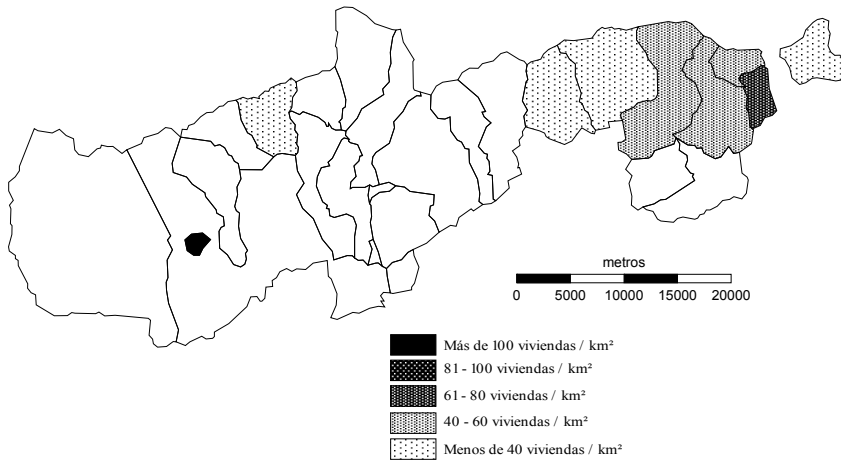 metros
0 5000 10000 15000 20000
Más de 100 viviendas / km²
81 - 100 viviendas / km²
61 - 80 viviendas / km²
40 - 60 viviendas / km²
Menos de 40 viviendas / km²